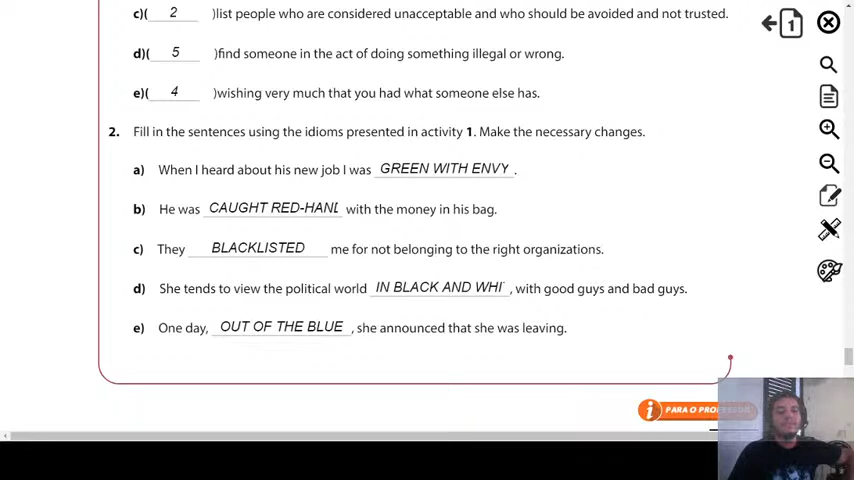 c)( 2 )list people who are considered unacceptable and who should be avoided and not trusted.
1
d)( 5 )find someone in the act of doing something illegal or wrong.
e)( 4 )wishing very much that you had what someone else has.
2. Fill in the sentences using the idioms presented in activity 1. Make the necessary changes.
a) When I heard about his new job I was GREEN WITH ENVY .
b) He was CAUGHT RED-HAND with the money in his bag.
c) They BLACKLISTED me for not belonging to the right organizations.
d) She tends to view the political world IN BLACK AND WHI , with good guys and bad guys.
e) One day, OUT OF THE BLUE , she announced that she was leaving.
i PARA O PROFESSOR